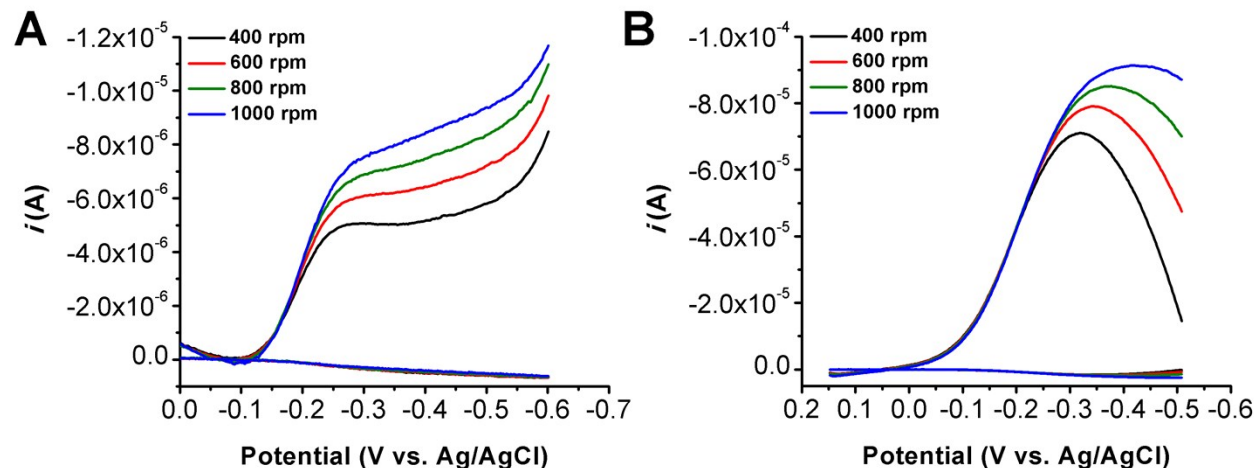 A
-1.2x10⁻⁵
-1.0x10⁻⁵
-8.0x10⁻⁶
-6.0x10⁻⁶
-4.0x10⁻⁶
-2.0x10⁻⁶
0.0
i(A)
400 rpm
600 rpm
800 rpm
1000 rpm
0.0 -0.1 -0.2 -0.3 -0.4 -0.5 -0.6 -0.7
Potential (V vs. Ag/AgCl)
B
-1.0x10⁻⁴
-8.0x10⁻⁵
-6.0x10⁻⁵
-4.0x10⁻⁵
-2.0x10⁻⁵
0.0
i(A)
400 rpm
600 rpm
800 rpm
1000 rpm
0.2 0.1 0.0 -0.1 -0.2 -0.3 -0.4 -0.5 -0.6
Potential (V vs. Ag/AgCl)